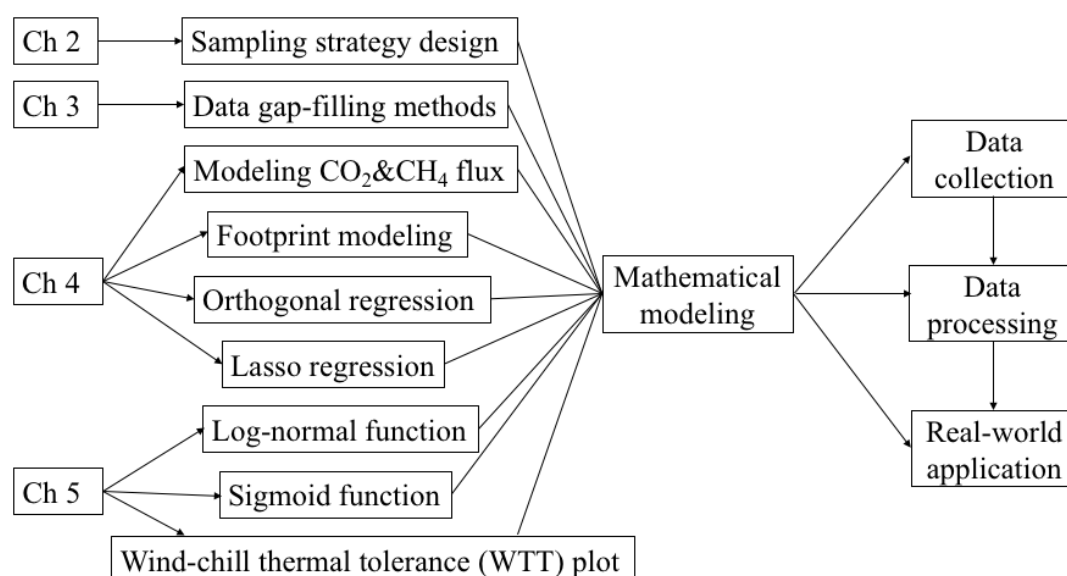 Ch 2
Sampling strategy design
Ch 3
Data gap-filling methods
Ch 4
Modeling CO₂&CH₄ flux
Footprint modeling
Orthogonal regression
Lasso regression
Ch 5
Log-normal function
Sigmoid function
Wind-chill thermal tolerance (WTT) plot
Mathematical
modeling
Data
collection
Data
processing
Real-world
application